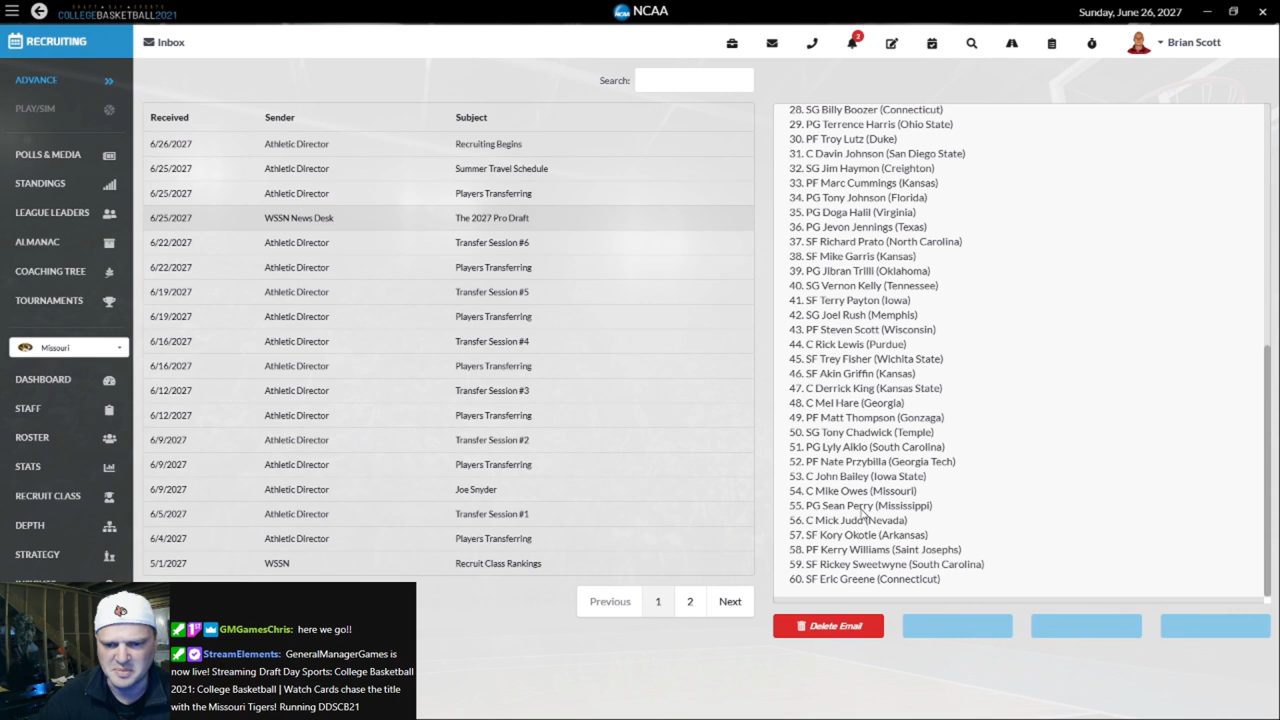 DRAFT DAY SPORTS
COLLEGEBASKETBALL2021
NCAA
Sunday, June 26, 2027
RECRUITING
Inbox
2
Brian Scott
ADVANCE
PLAY/SIM
POLLS & MEDIA
STANDINGS
LEAGUE LEADERS
ALMANAC
COACHING TREE
TOURNAMENTS
Missouri
DASHBOARD
STAFF
ROSTER
STATS
RECRUIT CLASS
DEPTH
STRATEGY
Search:
Received Sender Subject
6/26/2027 Athletic Director Recruiting Begins
6/25/2027 Athletic Director Summer Travel Schedule
6/25/2027 Athletic Director Players Transferring
6/25/2027 WSSN News Desk The 2027 Pro Draft
6/22/2027 Athletic Director Transfer Session #6
6/22/2027 Athletic Director Players Transferring
6/19/2027 Athletic Director Transfer Session #5
6/19/2027 Athletic Director Players Transferring
6/16/2027 Athletic Director Transfer Session #4
6/16/2027 Athletic Director Players Transferring
6/12/2027 Athletic Director Transfer Session #3
6/12/2027 Athletic Director Players Transferring
6/9/2027 Athletic Director Transfer Session #2
6/9/2027 Athletic Director Players Transferring
6/9/2027 Athletic Director Joe Snyder
6/5/2027 Athletic Director Transfer Session #1
6/4/2027 Athletic Director Players Transferring
5/1/2027 WSSN Recruit Class Rankings
Previous 1 2 Next
28. SG Billy Boozer (Connecticut)
29. PG Terrence Harris (Ohio State)
30. PF Troy Lutz (Duke)
31. C Davin Johnson (San Diego State)
32. SG Jim Haymon (Creighton)
33. PF Marc Cummings (Kansas)
34. PG Tony Johnson (Florida)
35. PG Doga Halil (Virginia)
36. PG Jevon Jennings (Texas)
37. SF Richard Prato (North Carolina)
38. SF Mike Garris (Kansas)
39. PG Jibran Trilli (Oklahoma)
40. SG Vernon Kelly (Tennessee)
41. SF Terry Payton (Iowa)
42. SG Joel Rush (Memphis)
43. PF Steven Scott (Wisconsin)
44. C Rick Lewis (Purdue)
45. SF Trey Fisher (Wichita State)
46. SF Akin Griffin (Kansas)
47. C Derrick King (Kansas State)
48. C Mel Hare (Georgia)
49. PF Matt Thompson (Gonzaga)
50. SG Tony Chadwick (Temple)
51. PG Lyly Aiklo (South Carolina)
52. PF Nate Przybilla (Georgia Tech)
53. C John Bailey (Iowa State)
54. C Mike Owes (Missouri)
55. PG Sean Perry (Mississippi)
56. C Mick Judd (Nevada)
57. SF Kory Okotie (Arkansas)
58. PF Kerry Williams (Saint Josephs)
59. SF Rickey Sweetwyne (South Carolina)
60. SF Eric Greene (Connecticut)
Delete Email
GMGamesChris: here we go!!
StreamElements: GeneralManagerGames is
now live! Streaming Draft Day Sports: College Basketball
2021: College Basketball | Watch Cards chase the title
with the Missouri Tigers! Running DDSCB21